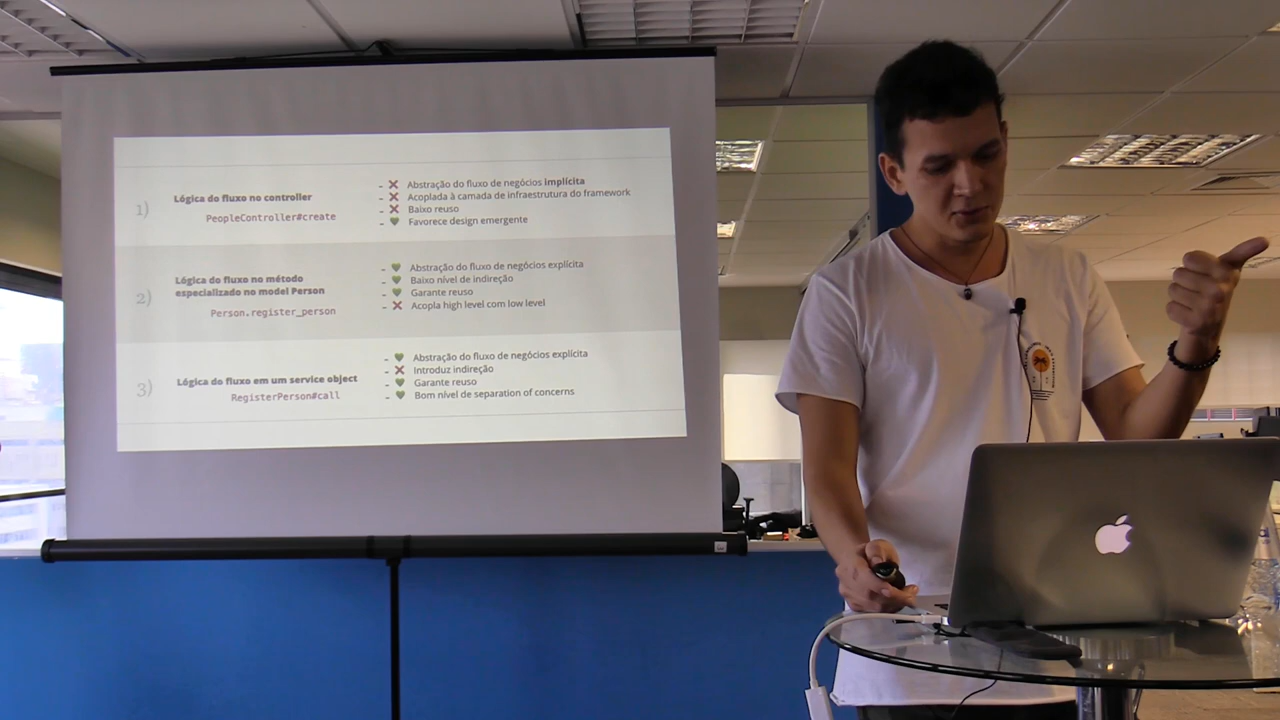 1)
Lógica do fluxo no controller
PeopleController#create
- ❌ Abstração do fluxo de negócios implícita
- ❌ Acoplada à camada de infraestrutura do framework
- ❌ Baixo reuso
- 💚 Favorece design emergente
2)
Lógica do fluxo no método
especializado no model Person
Person.register_person
- 💚 Abstração do fluxo de negócios explícita
- 💚 Baixo nível de indireção
- 💚 Garante reuso
- ❌ Acopla high level com low level
3)
Lógica do fluxo em um service object
RegisterPerson#call
- 💚 Abstração do fluxo de negócios explícita
- ❌ Introduz indireção
- 💚 Garante reuso
- 💚 Bom nível de separation of concerns